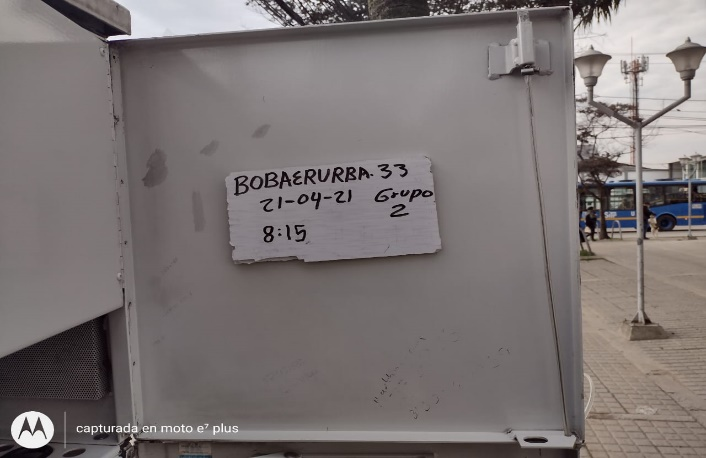 BOBAERURBA. 33
21-04-21 Grupo
2
8:15
capturada en moto e⁷ plus